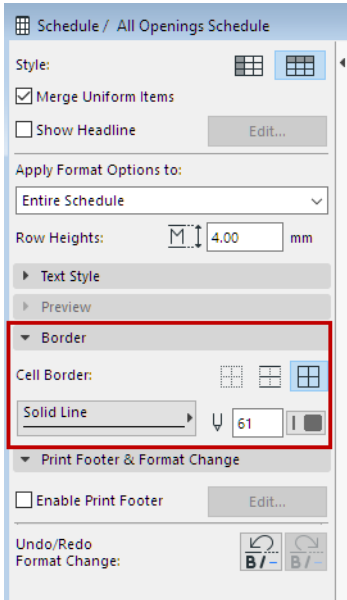 Schedule / All Openings Schedule
Style:
Merge Uniform Items
Show Headline Edit...
Apply Format Options to:
Entire Schedule
Row Heights: M 4.00 mm
Text Style
Preview
Border
Cell Border:
Solid Line 61
Print Footer & Format Change
Enable Print Footer Edit...
Undo/Redo
Format Change: B/– B/–